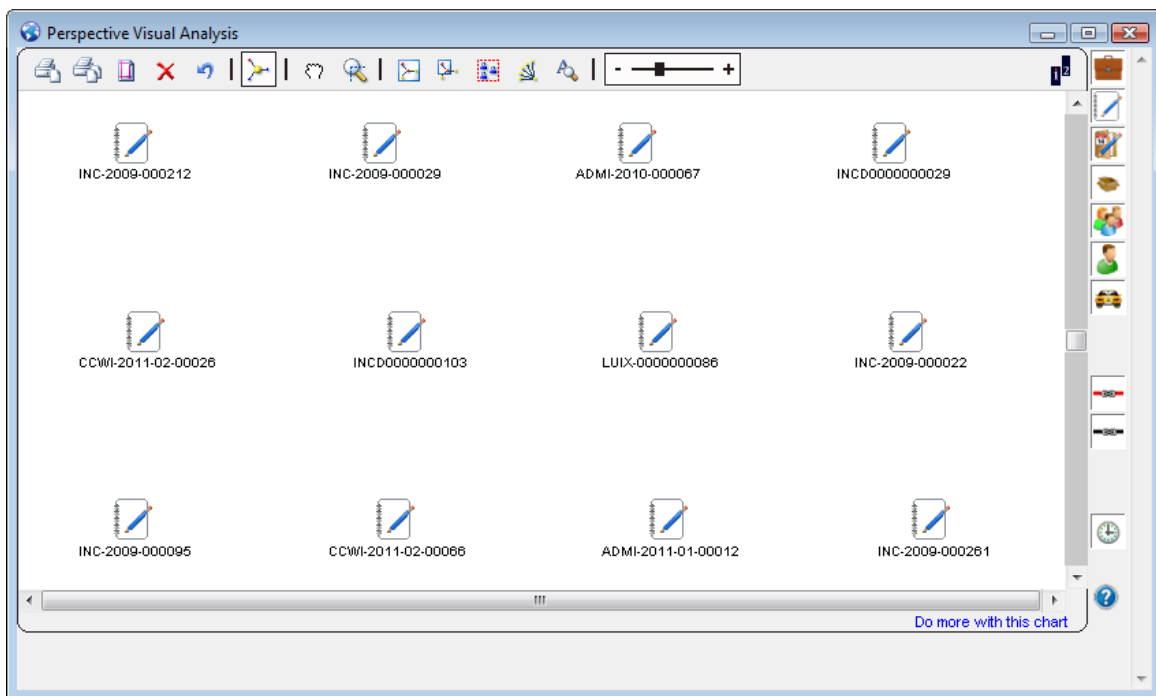 Perspective Visual Analysis
INC-2009-000212 INC-2009-000029 ADMI-2010-000067 INCD0000000029
CCWI-2011-02-00026 INCD0000000103 LUIX-0000000086 INC-2009-000022
INC-2009-000095 CCWI-2011-02-00066 ADMI-2011-01-00012 INC-2009-000261
Do more with this chart